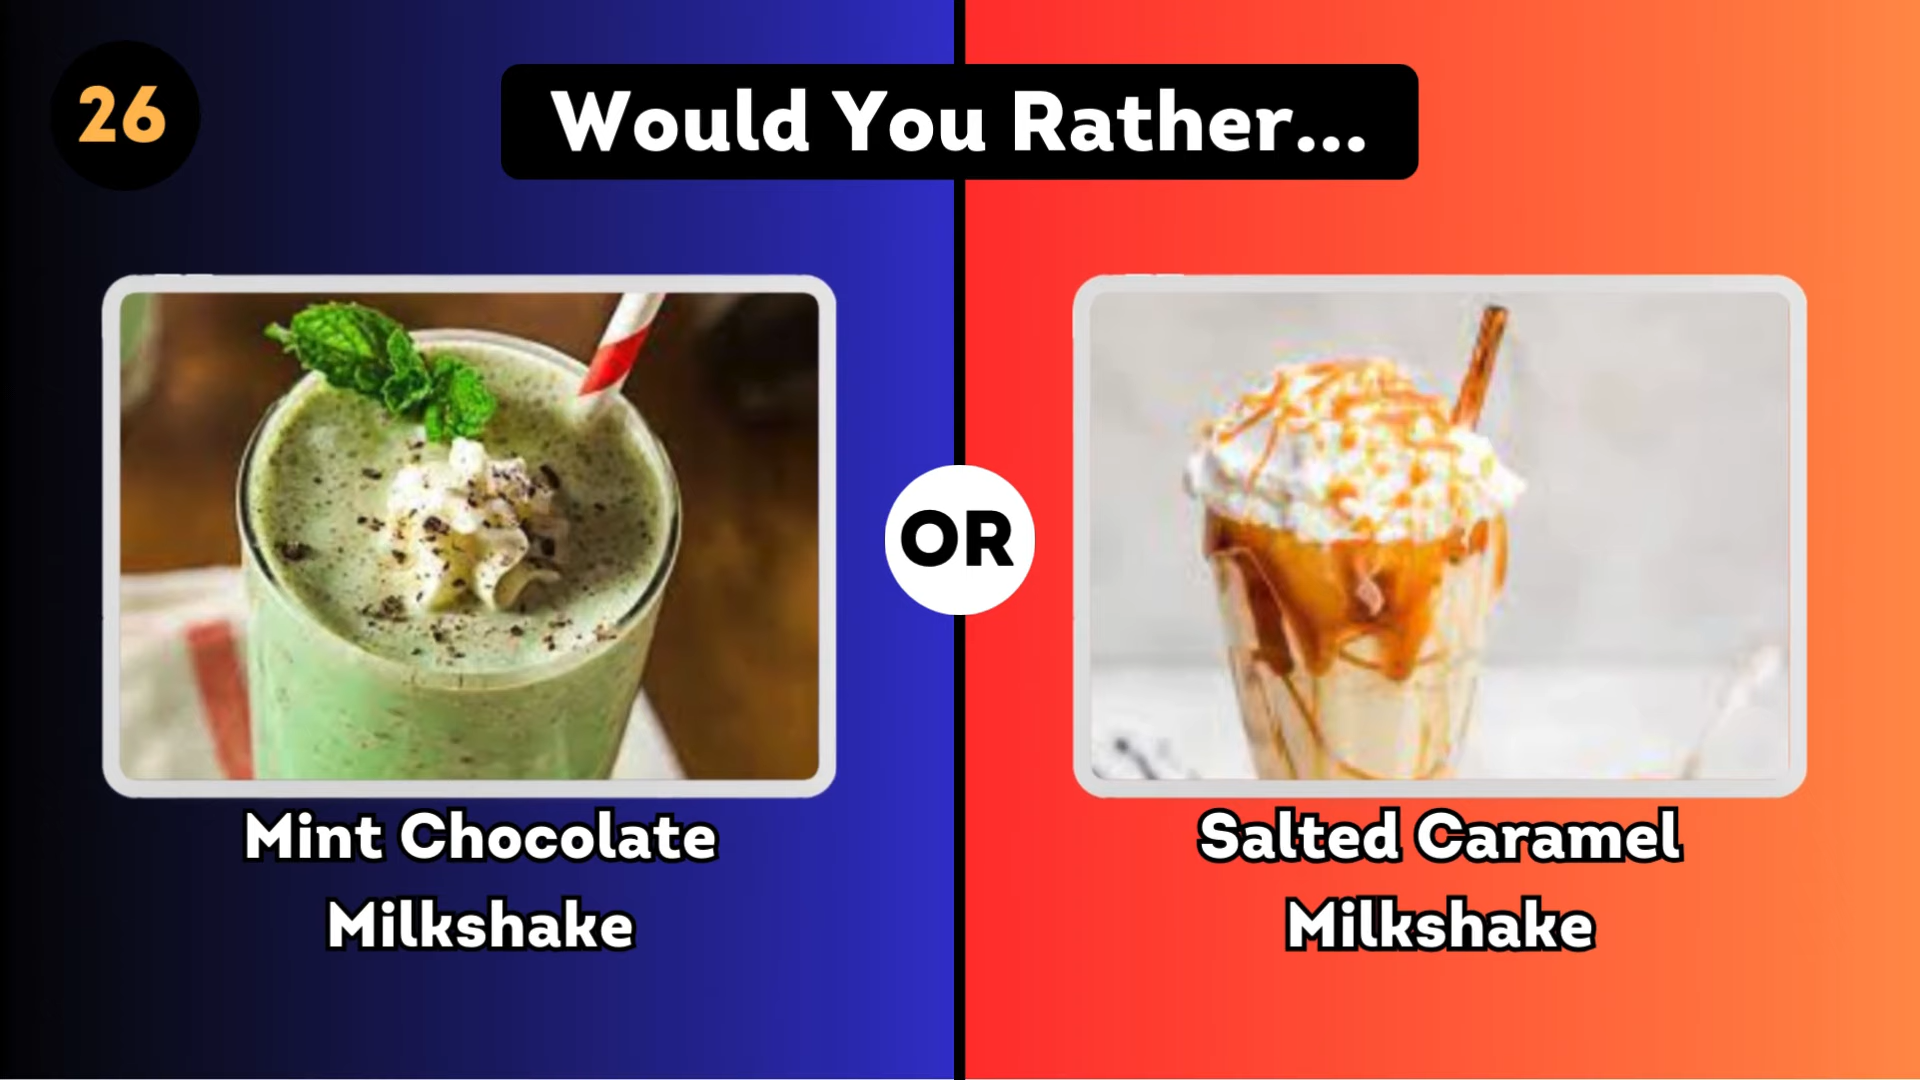 26
Would You Rather...
OR
Mint Chocolate
Milkshake
Salted Caramel
Milkshake